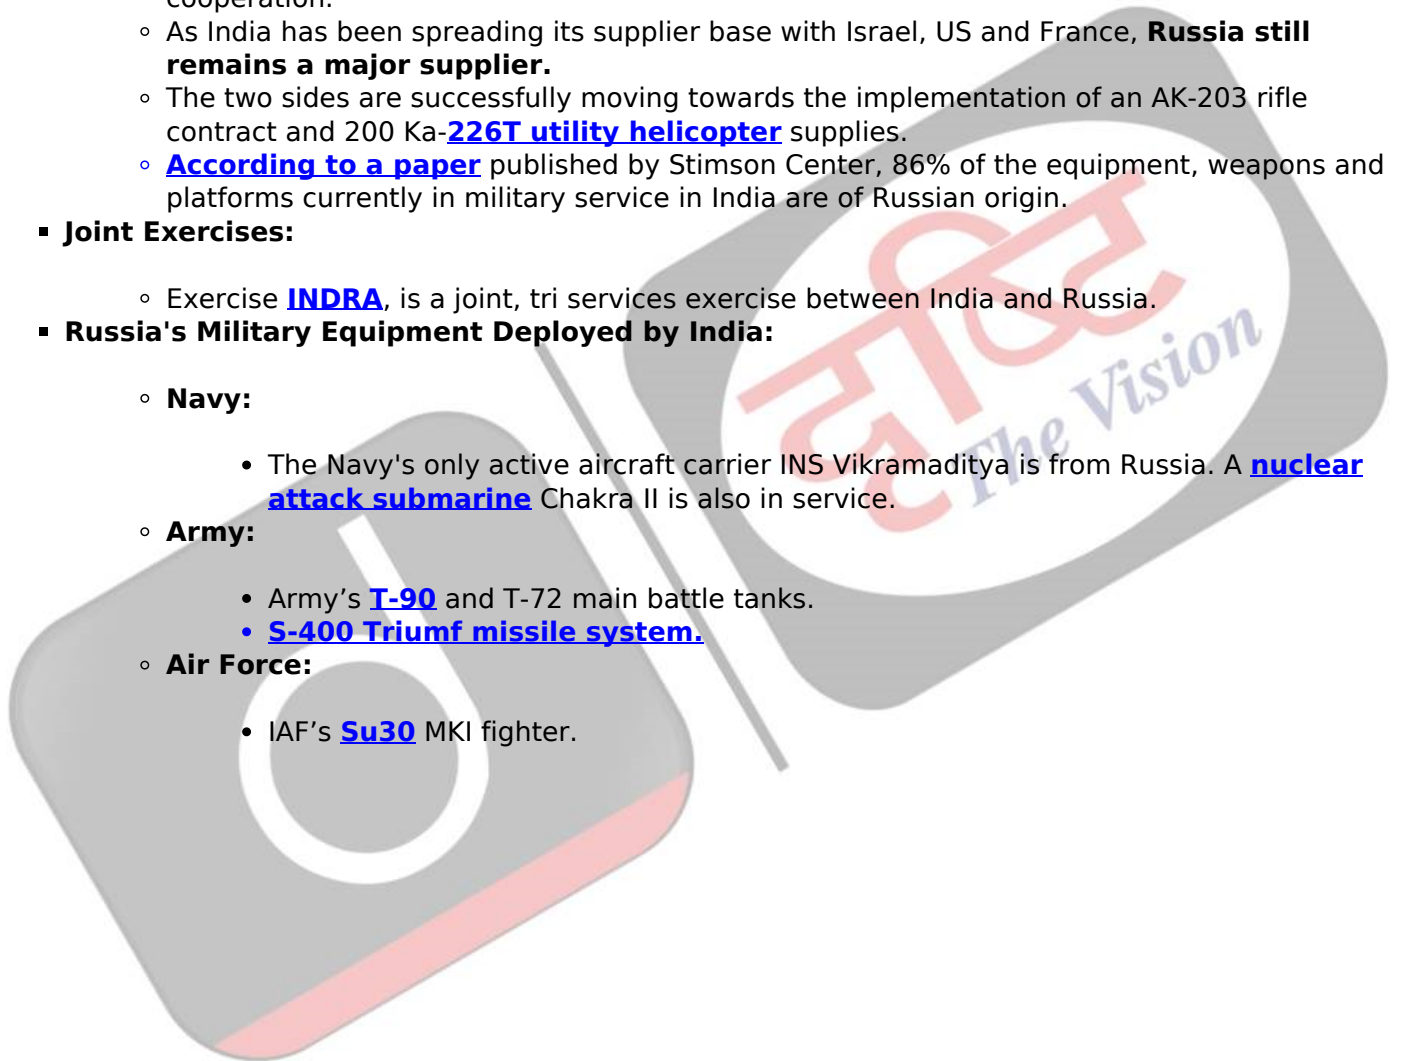 cooperation.
As India has been spreading its supplier base with Israel, US and France, Russia still
remains a major supplier.
The two sides are successfully moving towards the implementation of an AK-203 rifle
contract and 200 Ka-226T utility helicopter supplies.
According to a paper published by Stimson Center, 86% of the equipment, weapons and
platforms currently in military service in India are of Russian origin.
Joint Exercises:
Exercise INDRA, is a joint, tri services exercise between India and Russia.
Russia's Military Equipment Deployed by India:
Navy:
The Navy's only active aircraft carrier INS Vikramaditya is from Russia. A nuclear
attack submarine Chakra II is also in service.
Army:
Army’s T-90 and T-72 main battle tanks.
S-400 Triumf missile system.
Air Force:
IAF’s Su30 MKI fighter.
दृष्टि
The Vision